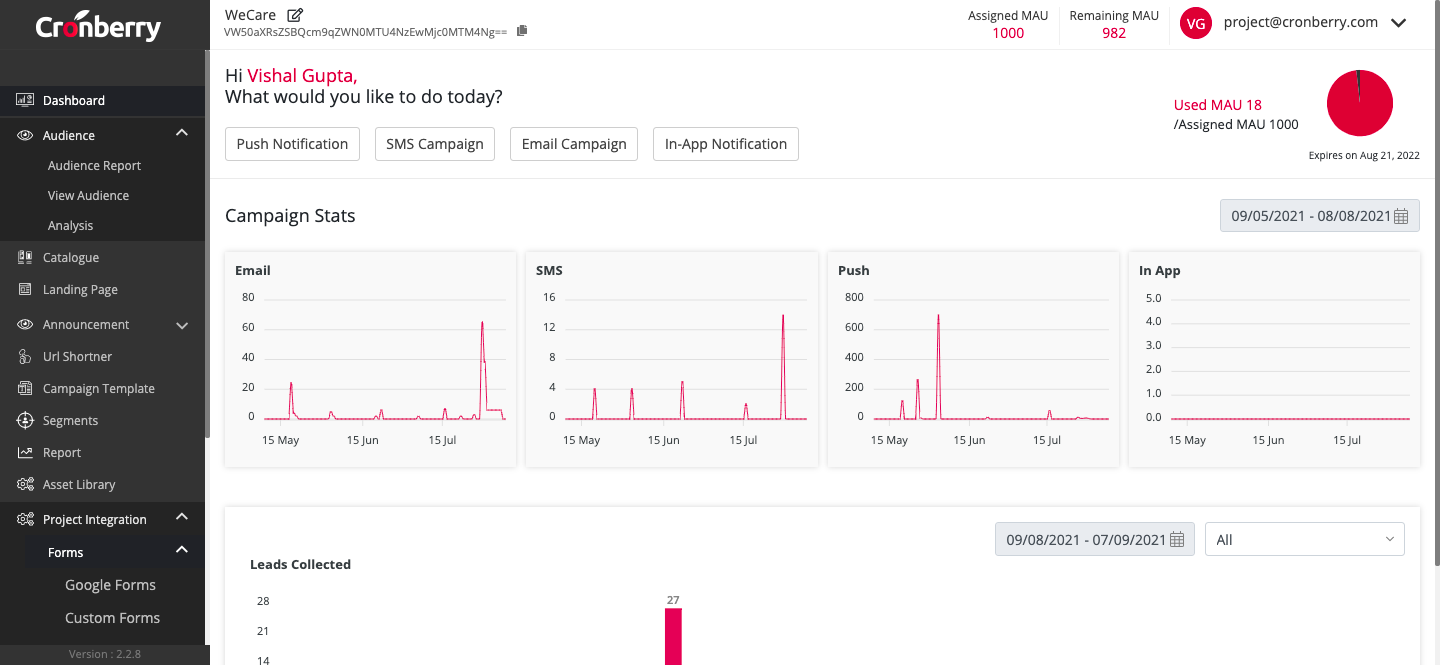 Cronberry
WeCare
VW50aXRsZSBQcm9qZWN0MTU4NzEwMjc0MTM4Ng==
Assigned MAU
1000
Remaining MAU
982
VG
project@cronberry.com
Dashboard
Audience
Audience Report
View Audience
Analysis
Catalogue
Landing Page
Announcement
Url Shortner
Campaign Template
Segments
Report
Asset Library
Project Integration
Forms
Google Forms
Custom Forms
Version : 2.2.8
Hi Vishal Gupta,
What would you like to do today?
Push Notification
SMS Campaign
Email Campaign
In-App Notification
Used MAU 18
/Assigned MAU 1000
Expires on Aug 21, 2022
Campaign Stats
09/05/2021 - 08/08/2021
Email
80
60
40
20
0
15 May 15 Jun 15 Jul
SMS
16
12
8
4
0
15 May 15 Jun 15 Jul
Push
800
600
400
200
0
15 May 15 Jun 15 Jul
In App
5.0
4.0
3.0
2.0
1.0
0.0
15 May 15 Jun 15 Jul
09/08/2021 - 07/09/2021
All
Leads Collected
28
21
14
27